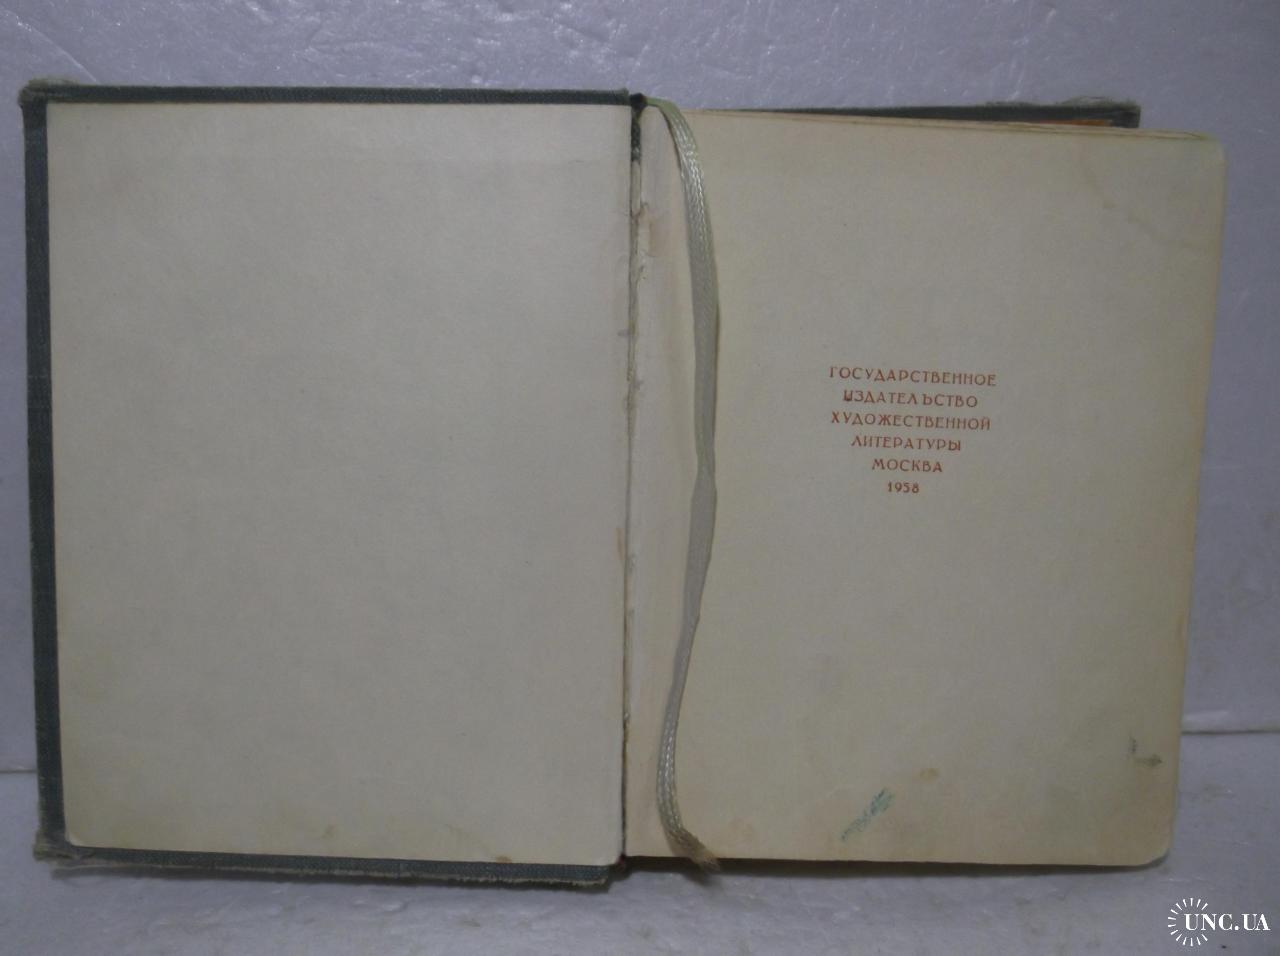 ГОСУДАРСТВЕННОЕ
ИЗДАТЕЛЬСТВО
ХУДОЖЕСТВЕННОЙ
ЛИТЕРАТУРЫ
МОСКВА
1958
UNC.UA